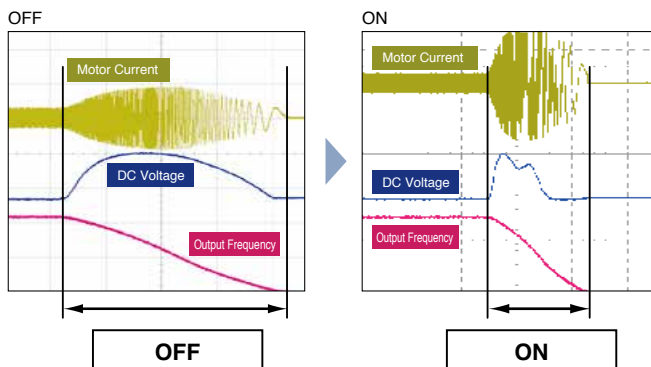 OFF
Motor Current
DC Voltage
Output Frequency
OFF
ON
Motor Current
DC Voltage
Output Frequency
ON